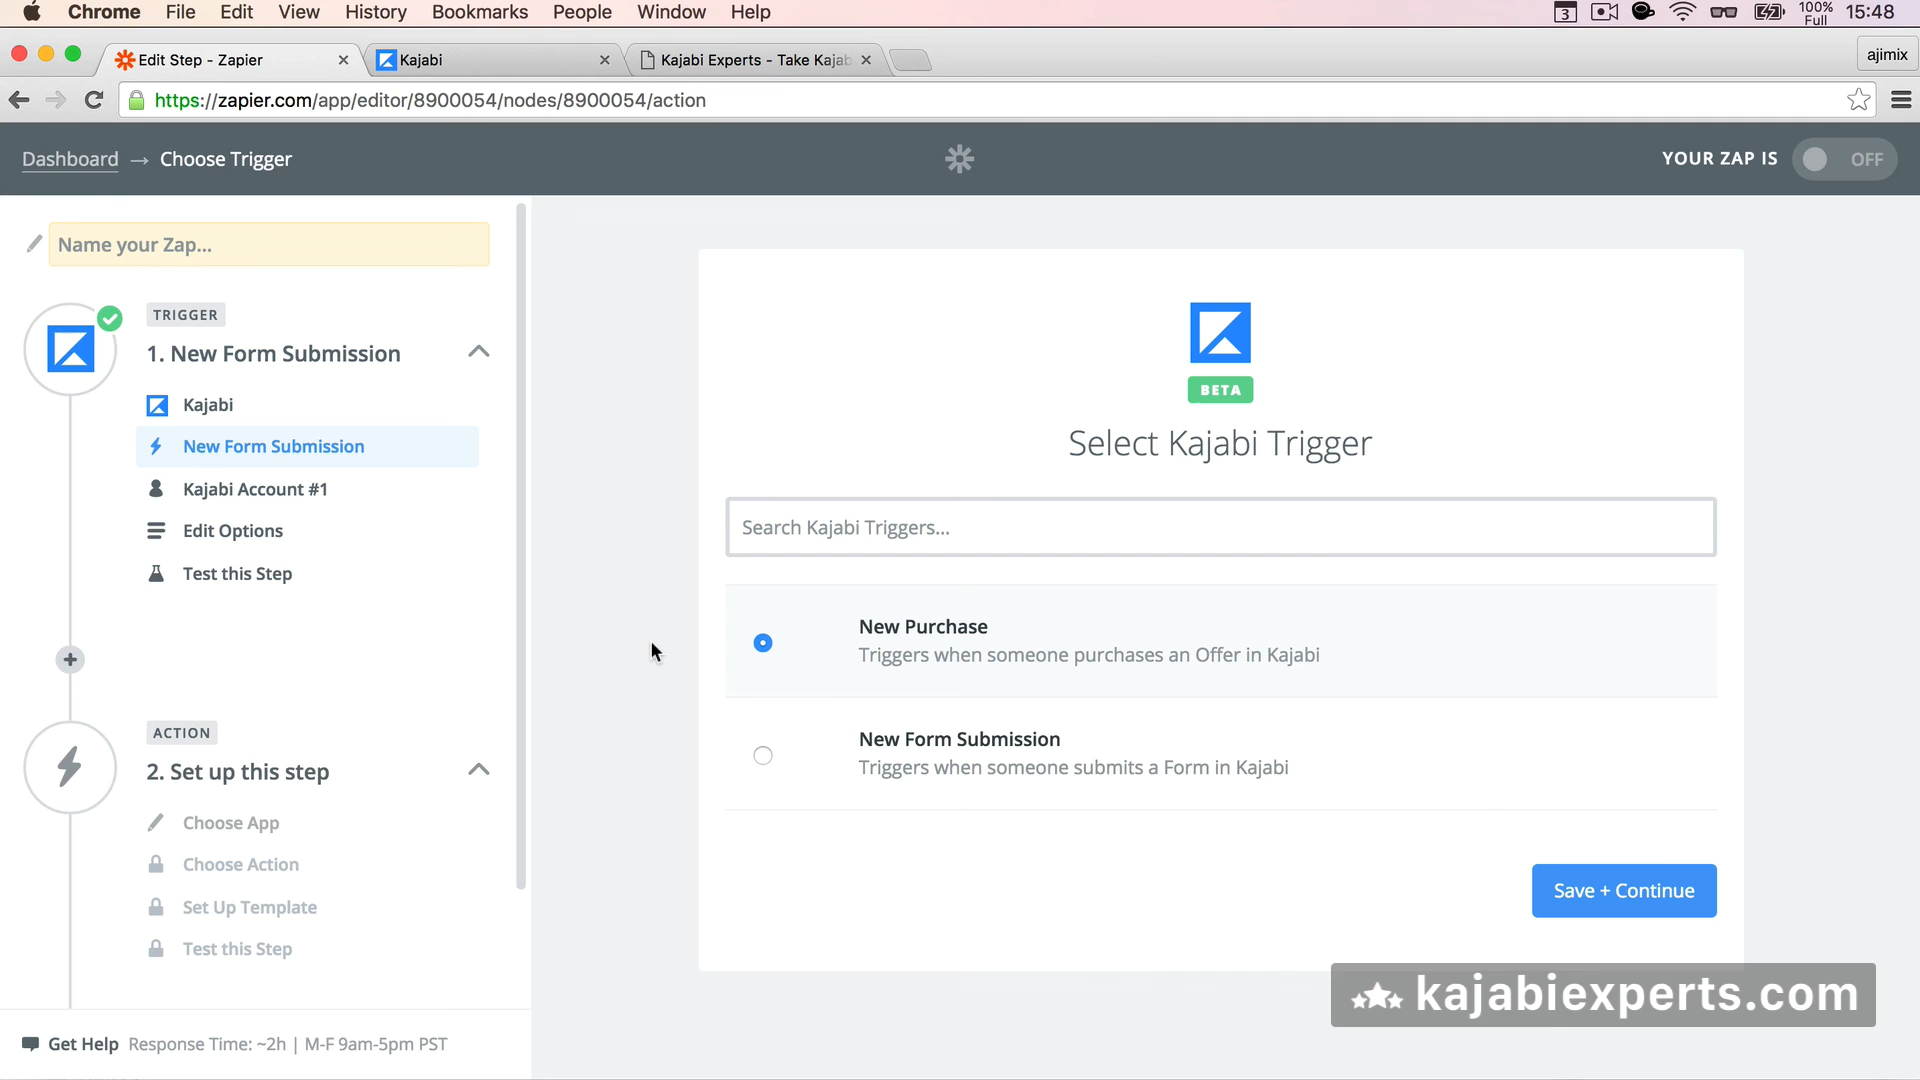 Chrome File Edit View History Bookmarks People Window Help
3 100% Full 15:48
Edit Step - Zapier
Kajabi
Kajabi Experts - Take Kajab
ajimix
https://zapier.com/app/editor/8900054/nodes/8900054/action
Dashboard → Choose Trigger
YOUR ZAP IS OFF
Name your Zap...
TRIGGER
1. New Form Submission
Kajabi
New Form Submission
Kajabi Account #1
Edit Options
Test this Step
ACTION
2. Set up this step
Choose App
Choose Action
Set Up Template
Test this Step
Get Help Response Time: ~2h | M-F 9am-5pm PST
BETA
Select Kajabi Trigger
Search Kajabi Triggers...
New Purchase
Triggers when someone purchases an Offer in Kajabi
New Form Submission
Triggers when someone submits a Form in Kajabi
Save + Continue
kajabiexperts.com